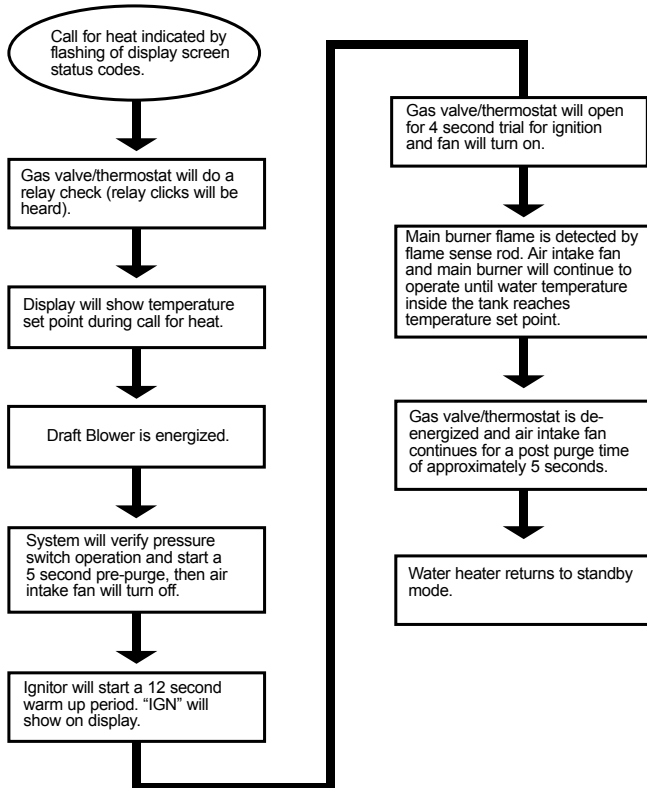 Call for heat indicated by
flashing of display screen
status codes.
Gas valve/thermostat will do a
relay check (relay clicks will be
heard).
Display will show temperature
set point during call for heat.
Draft Blower is energized.
System will verify pressure
switch operation and start a
5 second pre-purge, then air
intake fan will turn off.
Ignitor will start a 12 second
warm up period. “IGN” will
show on display.
Gas valve/thermostat will open
for 4 second trial for ignition
and fan will turn on.
Main burner flame is detected by
flame sense rod. Air intake fan
and main burner will continue to
operate until water temperature
inside the tank reaches
temperature set point.
Gas valve/thermostat is de-
energized and air intake fan
continues for a post purge time
of approximately 5 seconds.
Water heater returns to standby
mode.